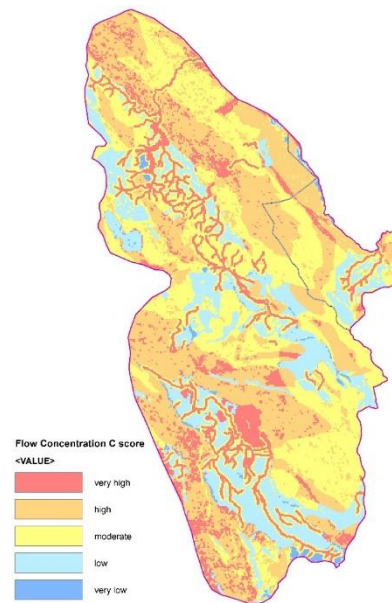 Flow Concentration C score
<VALUE>
very high
high
moderate
low
very low